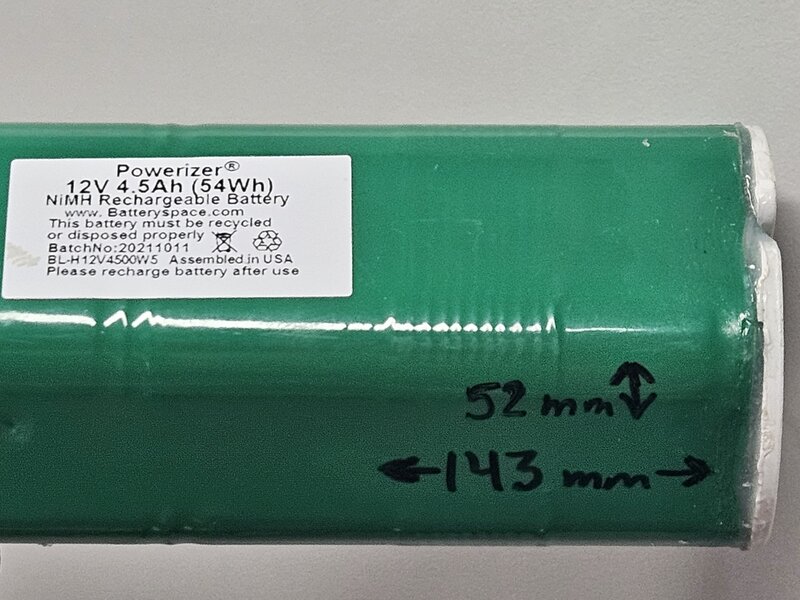 Powerizer®
12V 4.5Ah (54Wh)
NiMH Rechargeable Battery
www.Batteryspace.com
This battery must be recycled
or disposed properly
BatchNo:20211011
BL-H12V4500W5 Assembled in USA
Please recharge battery after use
52 mm
143 mm